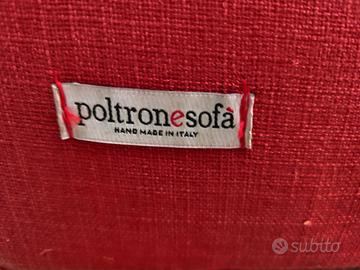 poltronesofà
HAND MADE IN ITALY
subito